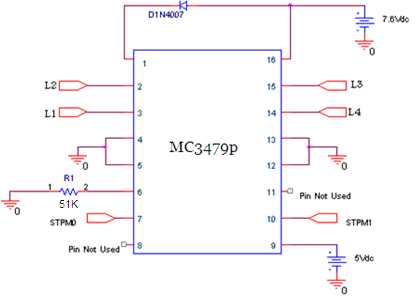 D1N4007
7.6Vdc
0
1
16
L2
2
15
L3
L1
3
14
L4
MC3479p
4
13
0
5
12
0
R1
1
2
6
11
Pin Not Used
51K
0
STPM0
7
10
STPM1
Pin Not Used
8
9
5Vdc
0